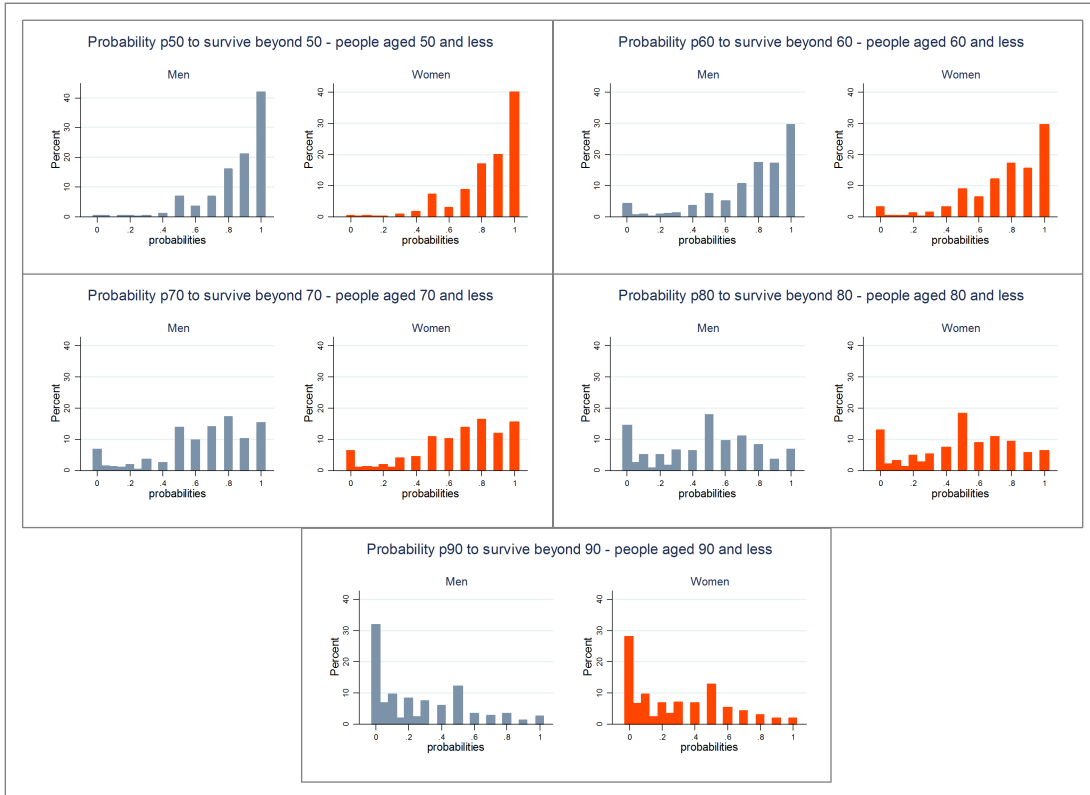 Probability p50 to survive beyond 50 - people aged 50 and less
Men
Women
Percent
0 10 20 30 40
0 .2 .4 .6 .8 1
probabilities
Percent
0 10 20 30 40
0 .2 .4 .6 .8 1
probabilities
Probability p60 to survive beyond 60 - people aged 60 and less
Men
Women
Percent
0 10 20 30 40
0 .2 .4 .6 .8 1
probabilities
Percent
0 10 20 30 40
0 .2 .4 .6 .8 1
probabilities
Probability p70 to survive beyond 70 - people aged 70 and less
Men
Women
Percent
0 10 20 30 40
0 .2 .4 .6 .8 1
probabilities
Percent
0 10 20 30 40
0 .2 .4 .6 .8 1
probabilities
Probability p80 to survive beyond 80 - people aged 80 and less
Men
Women
Percent
0 10 20 30 40
0 .2 .4 .6 .8 1
probabilities
Percent
0 10 20 30 40
0 .2 .4 .6 .8 1
probabilities
Probability p90 to survive beyond 90 - people aged 90 and less
Men
Women
Percent
0 10 20 30 40
0 .2 .4 .6 .8 1
probabilities
Percent
0 10 20 30 40
0 .2 .4 .6 .8 1
probabilities